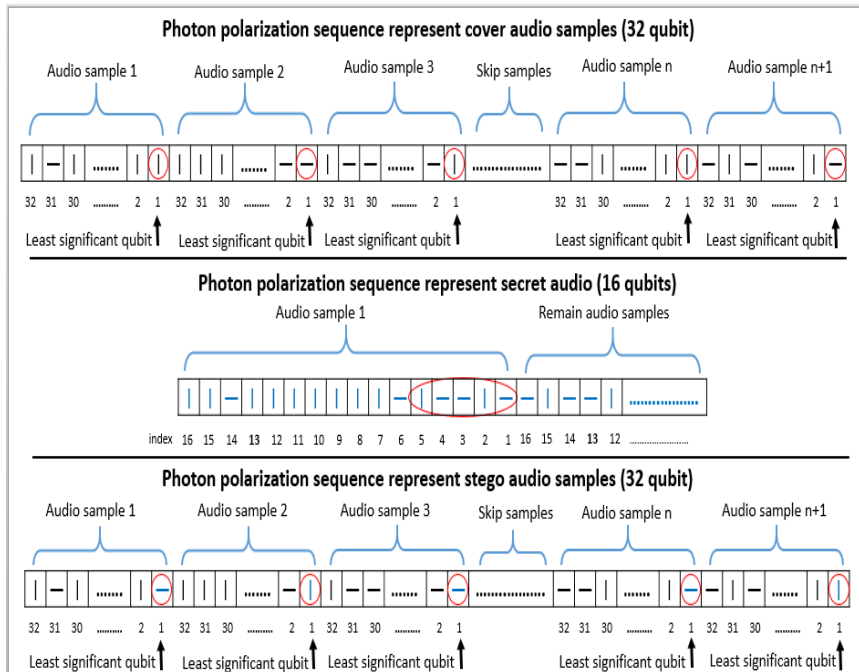 Photon polarization sequence represent cover audio samples (32 qubit)
Audio sample 1 Audio sample 2 Audio sample 3 Skip samples Audio sample n Audio sample n+1
| — | ....... | | | | | ....... — — | — — ....... — | .................. — — | ....... | | — | — ....... | —
32 31 30 .......... 2 1 32 31 30 .......... 2 1 32 31 30 .......... 2 1 32 31 30 .......... 2 1 32 31 30 .......... 2 1
Least significant qubit Least significant qubit Least significant qubit Least significant qubit Least significant qubit
Photon polarization sequence represent secret audio (16 qubits)
Audio sample 1 Remain audio samples
| | — | | | | | | — | — — | — — | — — | ..................
index 16 15 14 13 12 11 10 9 8 7 6 5 4 3 2 1 16 15 14 13 12 ........................
Photon polarization sequence represent stego audio samples (32 qubit)
Audio sample 1 Audio sample 2 Audio sample 3 Skip samples Audio sample n Audio sample n+1
| — | ....... | — | | | ....... — | | — — ....... — — .................. — — | ....... | — — | — ....... | |
32 31 30 .......... 2 1 32 31 30 .......... 2 1 32 31 30 .......... 2 1 32 31 30 .......... 2 1 32 31 30 .......... 2 1
Least significant qubit Least significant qubit Least significant qubit Least significant qubit Least significant qubit